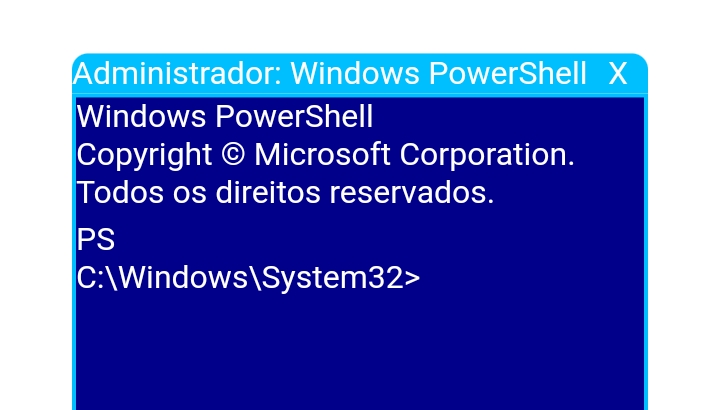 Administrador: Windows PowerShell X
Windows PowerShell
Copyright © Microsoft Corporation.
Todos os direitos reservados.
PS
C:\Windows\System32>